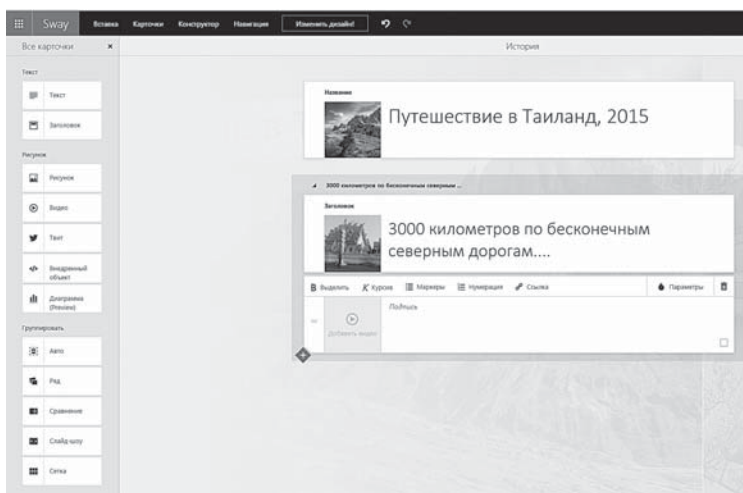 Sway Вставка Карточки Конструктор Навигация Изменить дизайн!
Все карточки ×
История
Текст
Текст
Заголовок
Рисунок
Рисунок
Видео
Твит
Внедренный
объект
Диаграмма
(Preview)
Группировать
Авто
Ряд
Сравнение
Слайд-шоу
Сетка
Название
Путешествие в Таиланд, 2015
3000 километров по бесконечным северным ...
Заголовок
3000 километров по бесконечным
северным дорогам....
B Выделить К Курсив Маркеры Нумерация Ссылка Параметры
Подпись
Добавить видео